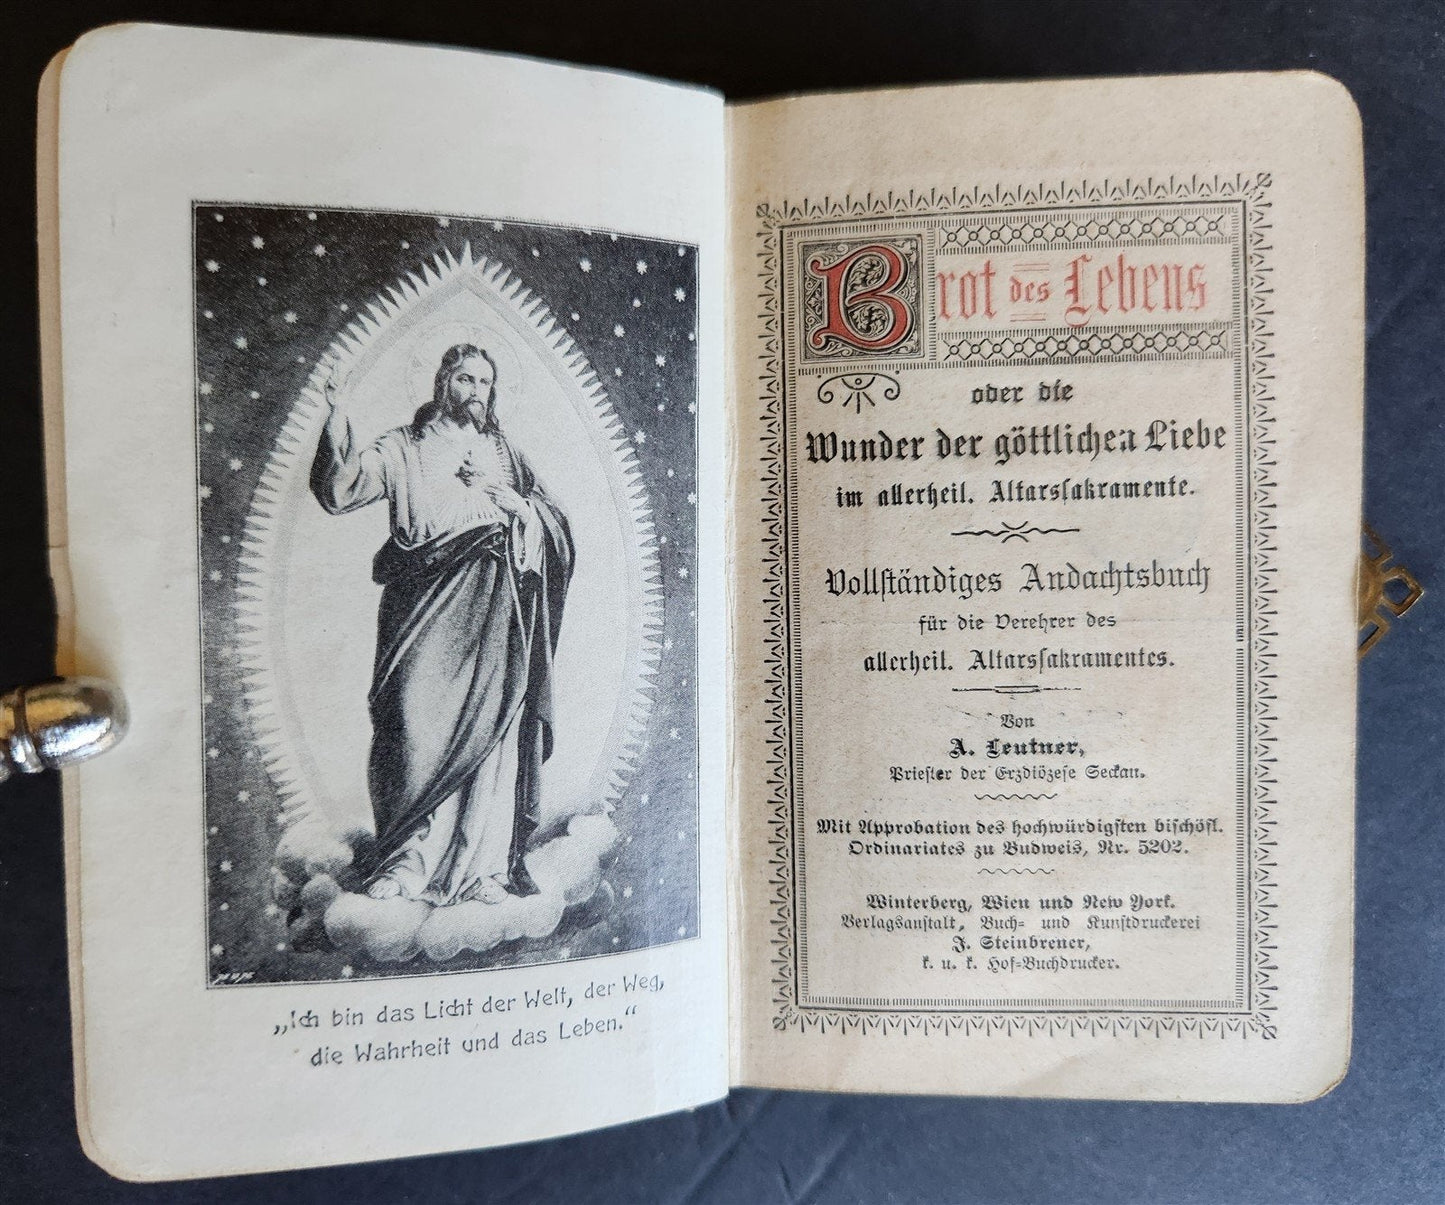 „Ich bin das Licht der Welt, der Weg,
die Wahrheit und das Leben.“
Brot des Lebens
oder die
Wunder der göttlichen Liebe
im allerheil. Altarsſakramente.
Vollſtändiges Andachtsbuch
für die Verehrer des
allerheil. Altarsſakramentes.
Von
A. Leutner,
Prieſter der Erzdiözeſe Seckau.
Mit Approbation des hochwürdigſten biſchöfl.
Ordinariates zu Budweis, Nr. 5202.
Winterberg, Wien und New York.
Verlagsanſtalt, Buch- und Kunſtdruckerei
J. Steinbrener,
k. u. k. Hof-Buchdrucker.